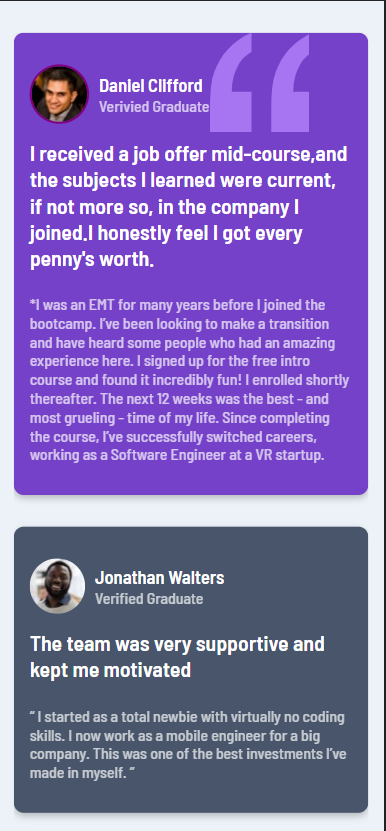 Daniel Clifford
Verivied Graduate
I received a job offer mid-course,and
the subjects I learned were current,
if not more so, in the company I
joined.I honestly feel I got every
penny's worth.
"I was an EMT for many years before I joined the
bootcamp. I've been looking to make a transition
and have heard some people who had an amazing
experience here. I signed up for the free intro
course and found it incredibly fun! I enrolled shortly
thereafter. The next 12 weeks was the best - and
most grueling - time of my life. Since completing
the course, I've successfully switched careers,
working as a Software Engineer at a VR startup.
Jonathan Walters
Verified Graduate
The team was very supportive and
kept me motivated
“ I started as a total newbie with virtually no coding
skills. I now work as a mobile engineer for a big
company. This was one of the best investments I've
made in myself. ”